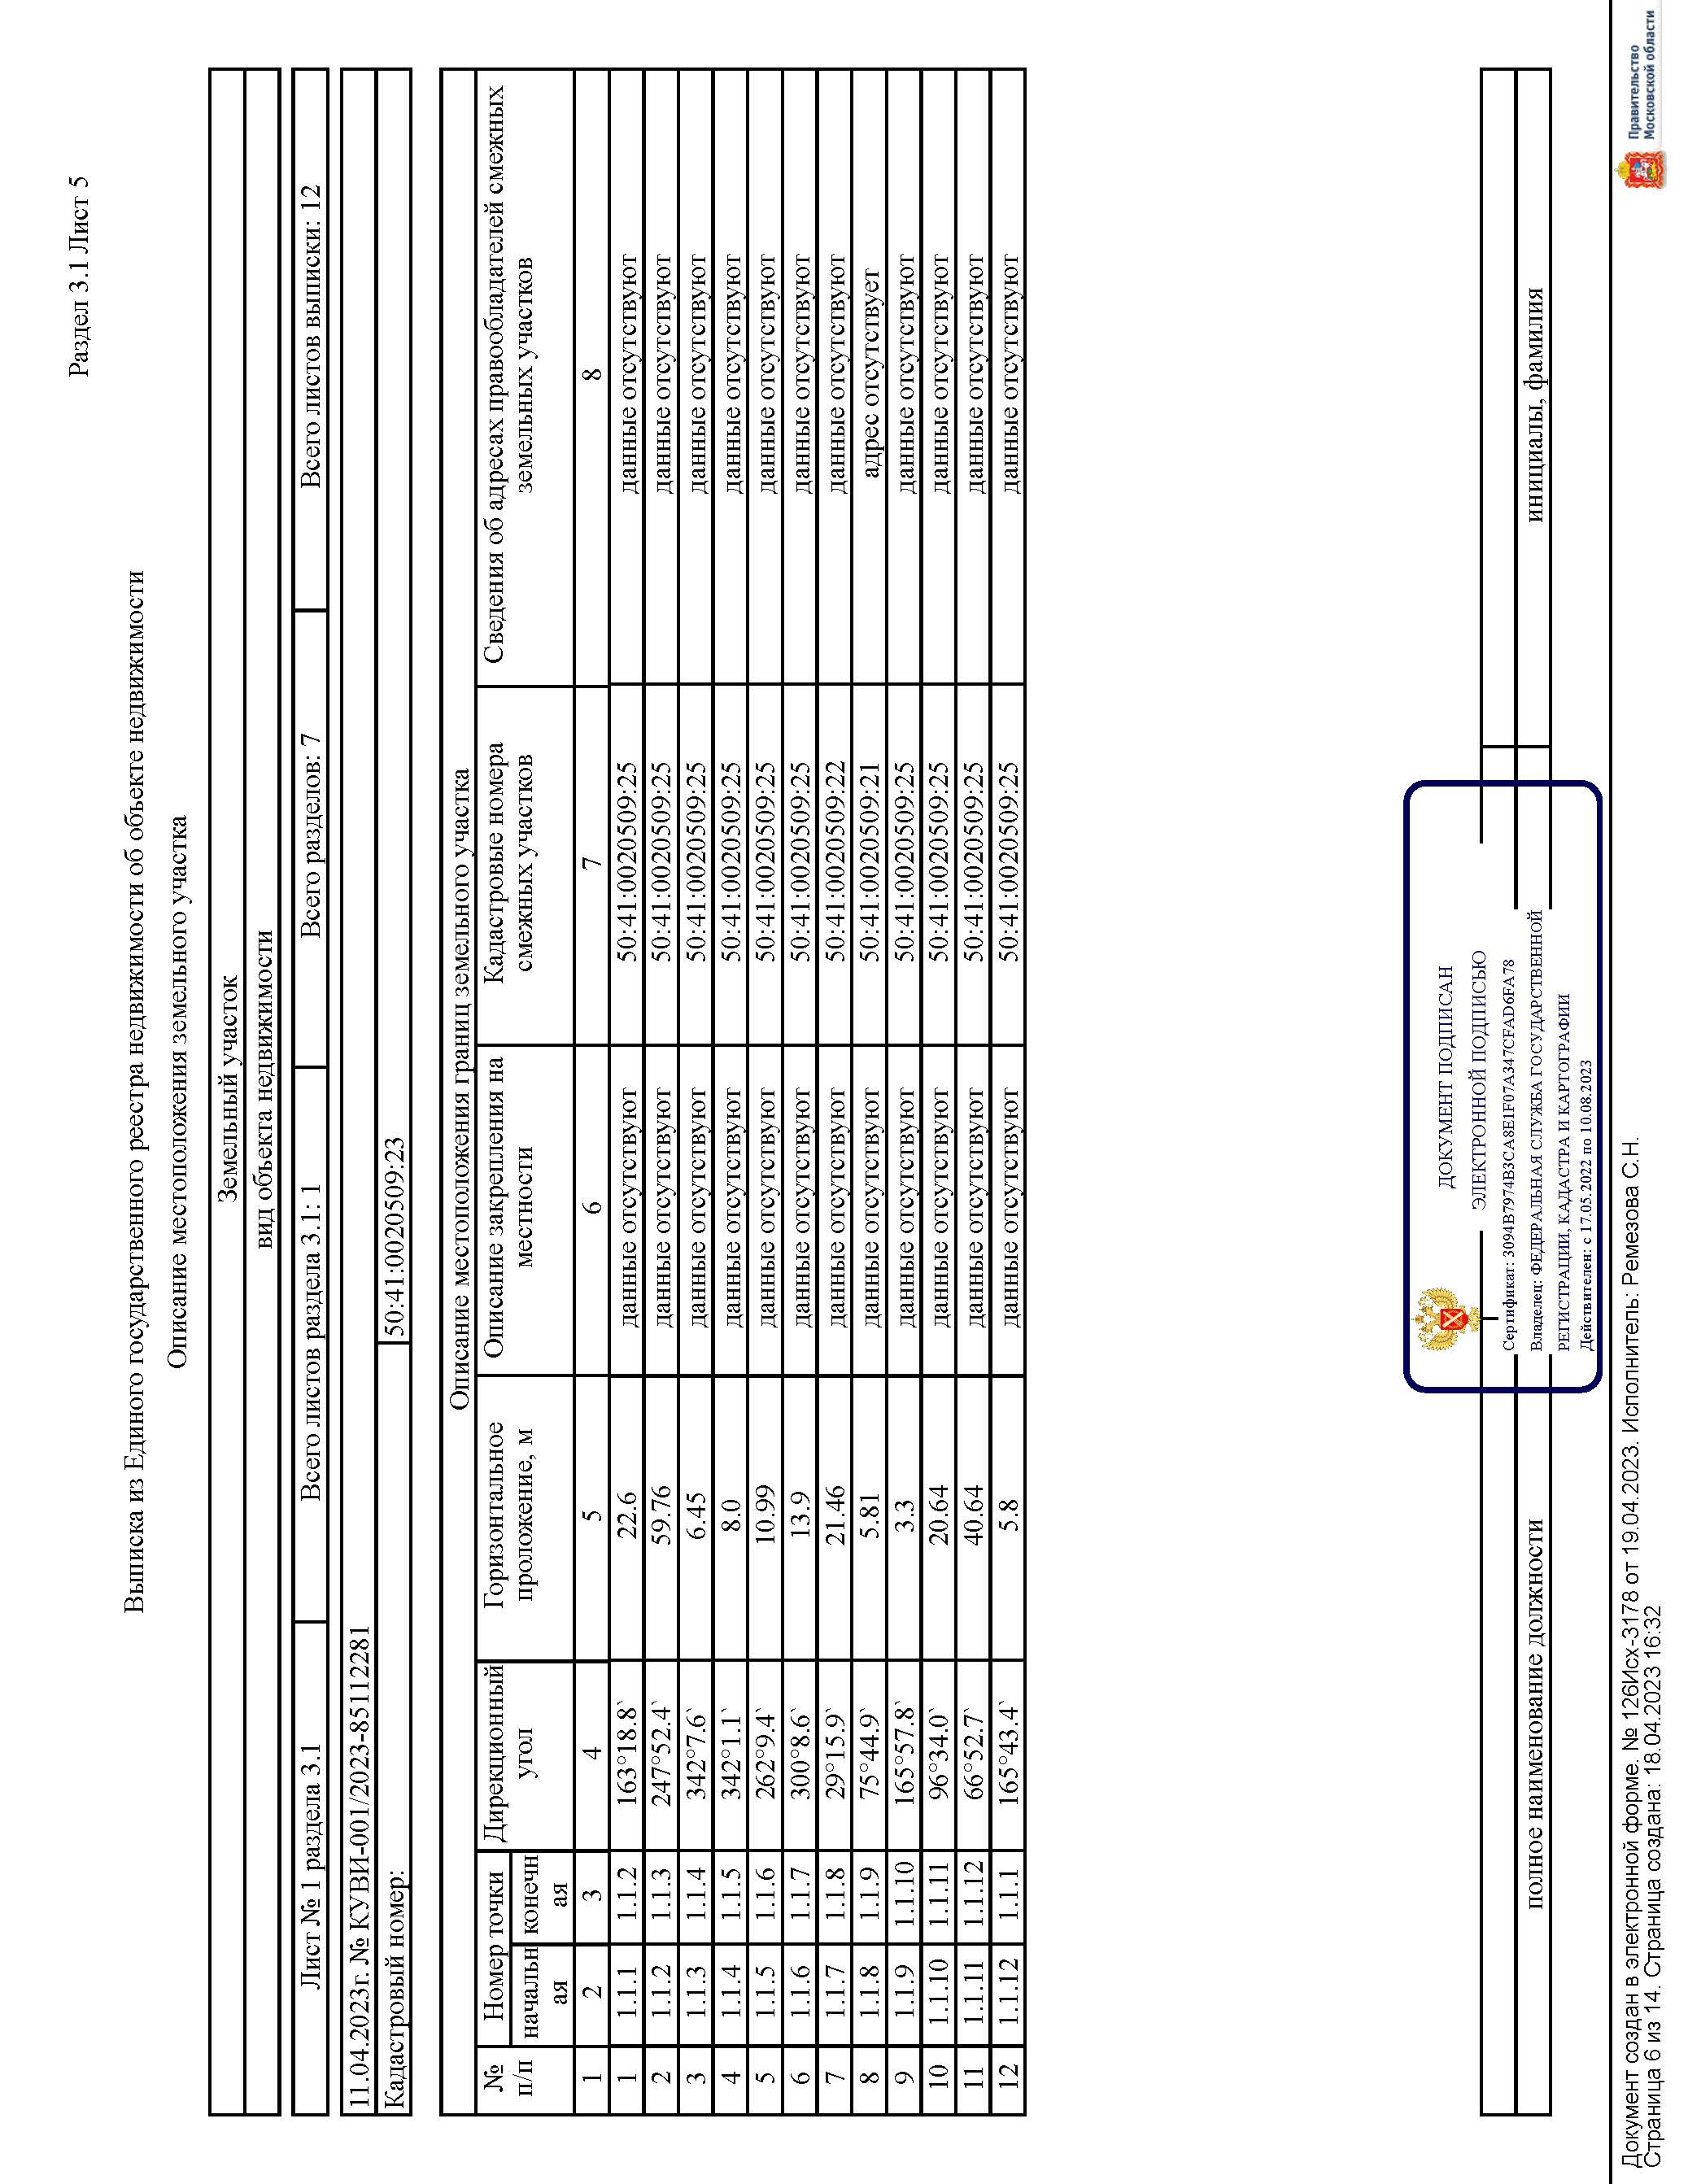 Раздел 3.1 Лист 5
Выписка из Единого государственного реестра недвижимости об объекте недвижимости
Описание местоположения земельного участка
Земельный участок
вид объекта недвижимости
Лист № 1 раздела 3.1 Всего листов раздела 3.1: 1 Всего разделов: 7 Всего листов выписки: 12
11.04.2023г. № КУВИ-001/2023-85112281
Кадастровый номер: 50:41:0020509:23
Описание местоположения границ земельного участка
№ Номер точки Дирекционный Горизонтальное Описание закрепления на Кадастровые номера Сведения об адресах правообладателей смежных
п/п начальн конечн угол проложение, м местности смежных участков земельных участков
ая ая
1 2 3 4 5 6 7 8
1 1.1.1 1.1.2 163°18.8` 22.6 данные отсутствуют 50:41:0020509:25 данные отсутствуют
2 1.1.2 1.1.3 247°52.4` 59.76 данные отсутствуют 50:41:0020509:25 данные отсутствуют
3 1.1.3 1.1.4 342°7.6` 6.45 данные отсутствуют 50:41:0020509:25 данные отсутствуют
4 1.1.4 1.1.5 342°1.1` 8.0 данные отсутствуют 50:41:0020509:25 данные отсутствуют
5 1.1.5 1.1.6 262°9.4` 10.99 данные отсутствуют 50:41:0020509:25 данные отсутствуют
6 1.1.6 1.1.7 300°8.6` 13.9 данные отсутствуют 50:41:0020509:25 данные отсутствуют
7 1.1.7 1.1.8 29°15.9` 21.46 данные отсутствуют 50:41:0020509:22 данные отсутствуют
8 1.1.8 1.1.9 75°44.9` 5.81 данные отсутствуют 50:41:0020509:21 адрес отсутствует
9 1.1.9 1.1.10 165°57.8` 3.3 данные отсутствуют 50:41:0020509:25 данные отсутствуют
10 1.1.10 1.1.11 96°34.0` 20.64 данные отсутствуют 50:41:0020509:25 данные отсутствуют
11 1.1.11 1.1.12 66°52.7` 40.64 данные отсутствуют 50:41:0020509:25 данные отсутствуют
12 1.1.12 1.1.1 165°43.4` 5.8 данные отсутствуют 50:41:0020509:25 данные отсутствуют
ДОКУМЕНТ ПОДПИСАН
ЭЛЕКТРОННОЙ ПОДПИСЬЮ
Сертификат: 3094B7974B3CA8E1F07A347CFAD6FA78
Владелец: ФЕДЕРАЛЬНАЯ СЛУЖБА ГОСУДАРСТВЕННОЙ
РЕГИСТРАЦИИ, КАДАСТРА И КАРТОГРАФИИ
Действителен: с 17.05.2022 по 10.08.2023
полное наименование должности инициалы, фамилия
Документ создан в электронной форме. № 126Исх-3178 от 19.04.2023. Исполнитель: Ремезова С.Н.
Страница 6 из 14. Страница создана: 18.04.2023 16:32
Правительство
Московской области